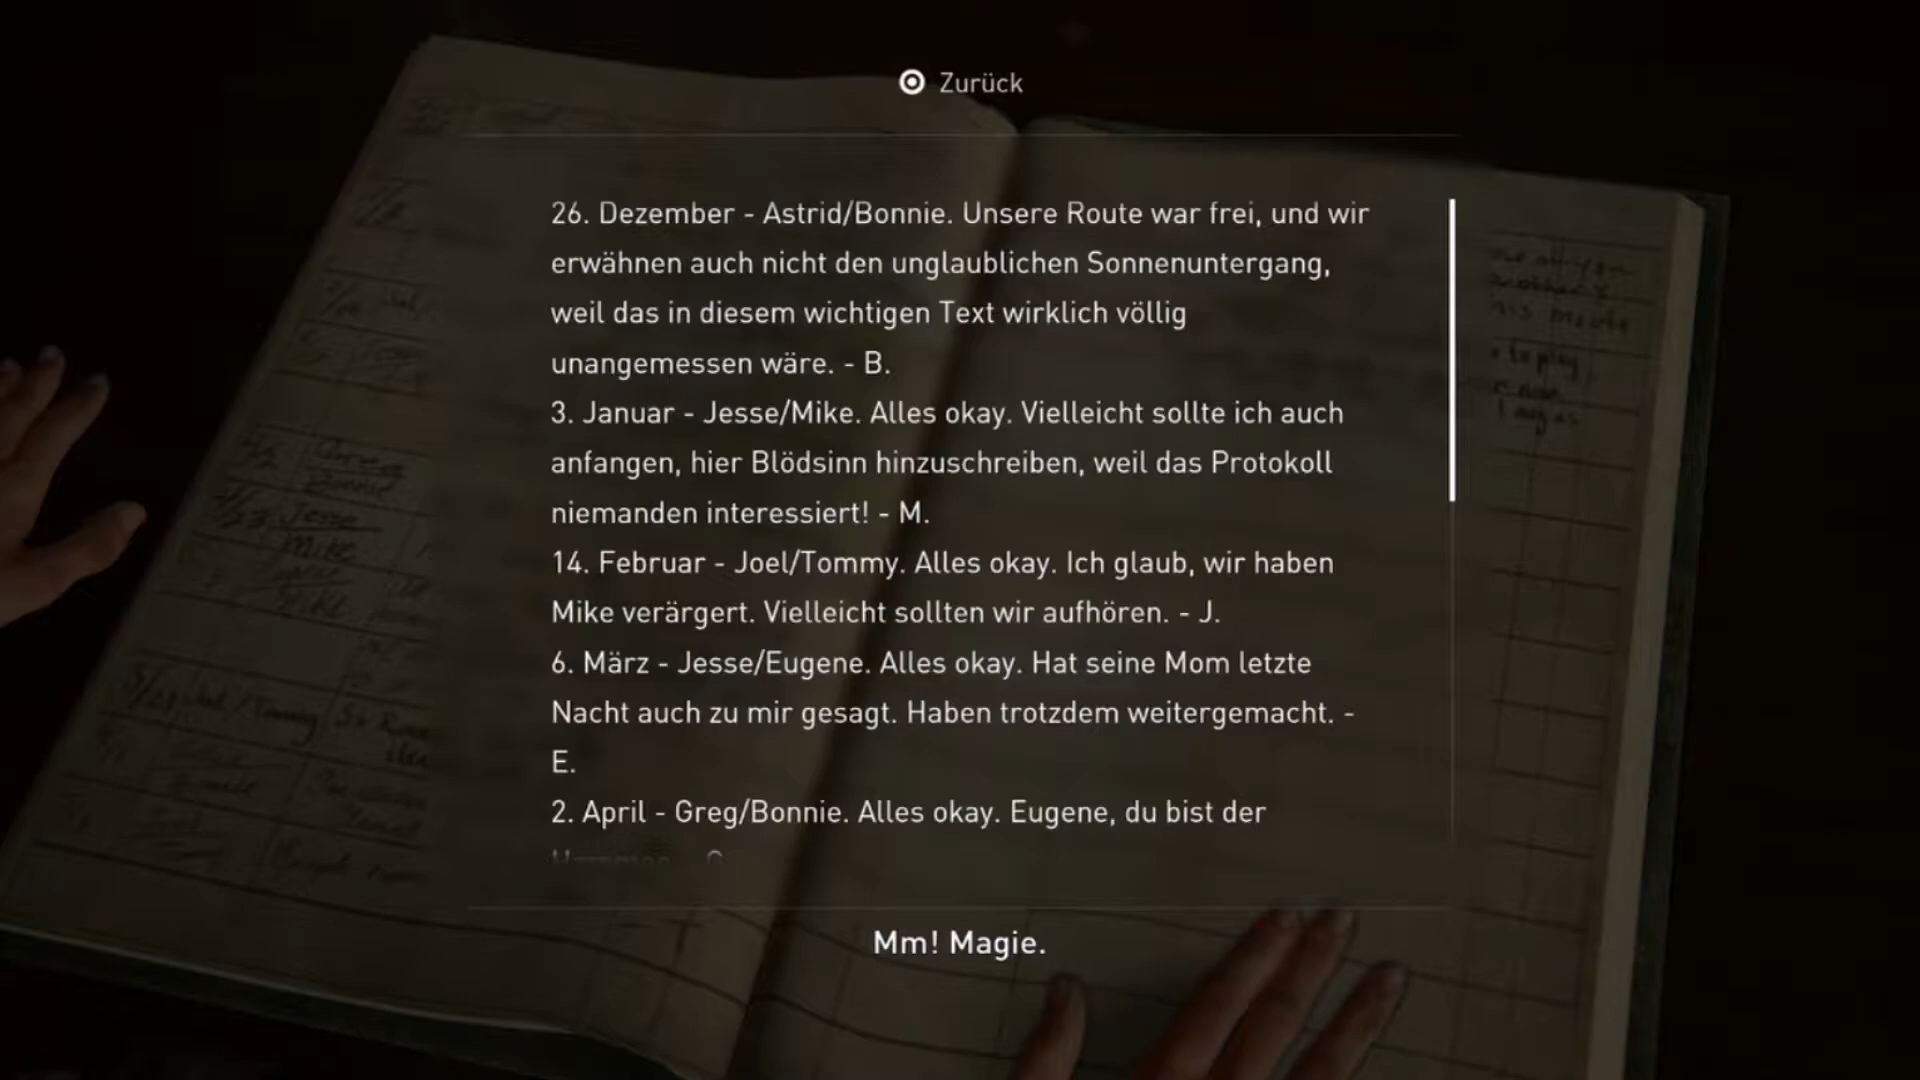 Zurück
26. Dezember - Astrid/Bonnie. Unsere Route war frei, und wir
erwähnen auch nicht den unglaublichen Sonnenuntergang,
weil das in diesem wichtigen Text wirklich völlig
unangemessen wäre. - B.
3. Januar - Jesse/Mike. Alles okay. Vielleicht sollte ich auch
anfangen, hier Blödsinn hinzuschreiben, weil das Protokoll
niemanden interessiert! - M.
14. Februar - Joel/Tommy. Alles okay. Ich glaub, wir haben
Mike verärgert. Vielleicht sollten wir aufhören. - J.
6. März - Jesse/Eugene. Alles okay. Hat seine Mom letzte
Nacht auch zu mir gesagt. Haben trotzdem weitergemacht. -
E.
2. April - Greg/Bonnie. Alles okay. Eugene, du bist der
Mm! Magie.